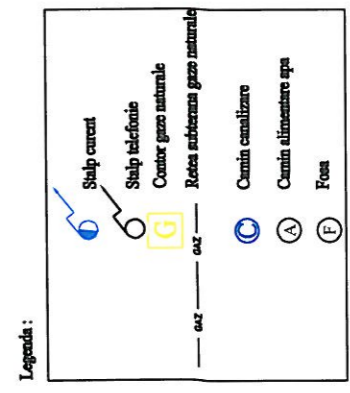 Legenda :
Stalp curent
Stalp telefonie
G Contor gaze naturale
GAZ GAZ Retea subterana gaze naturale
C Camin canalizare
A Camin alimentare apa
F Fosa